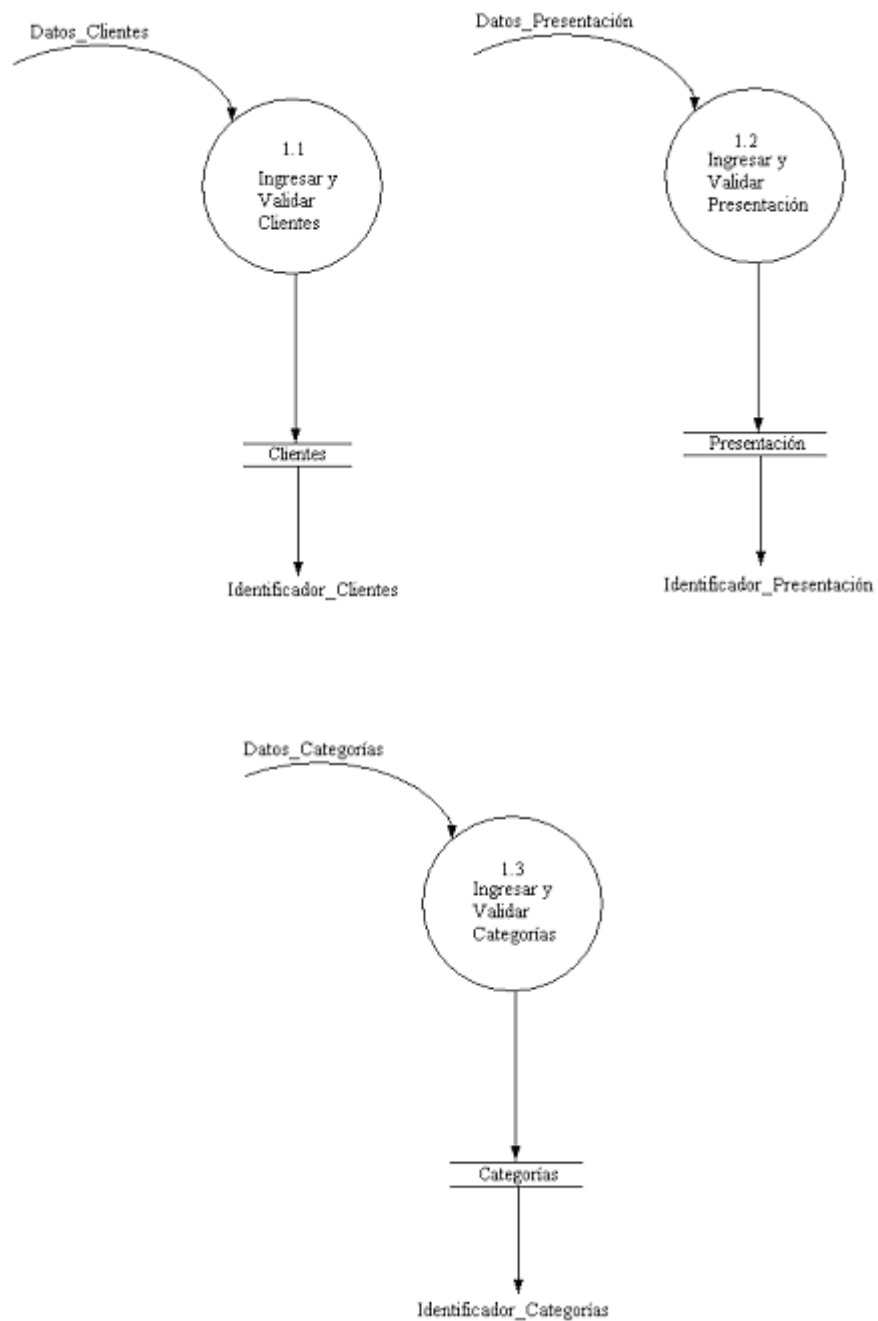 Datos_Clientes
1.1
Ingresar y
Validar
Clientes
Clientes
Identificador_Clientes
Datos_Presentación
1.2
Ingresar y
Validar
Presentación
Presentación
Identificador_Presentación
Datos_Categorías
1.3
Ingresar y
Validar
Categorías
Categorías
Identificador_Categorías